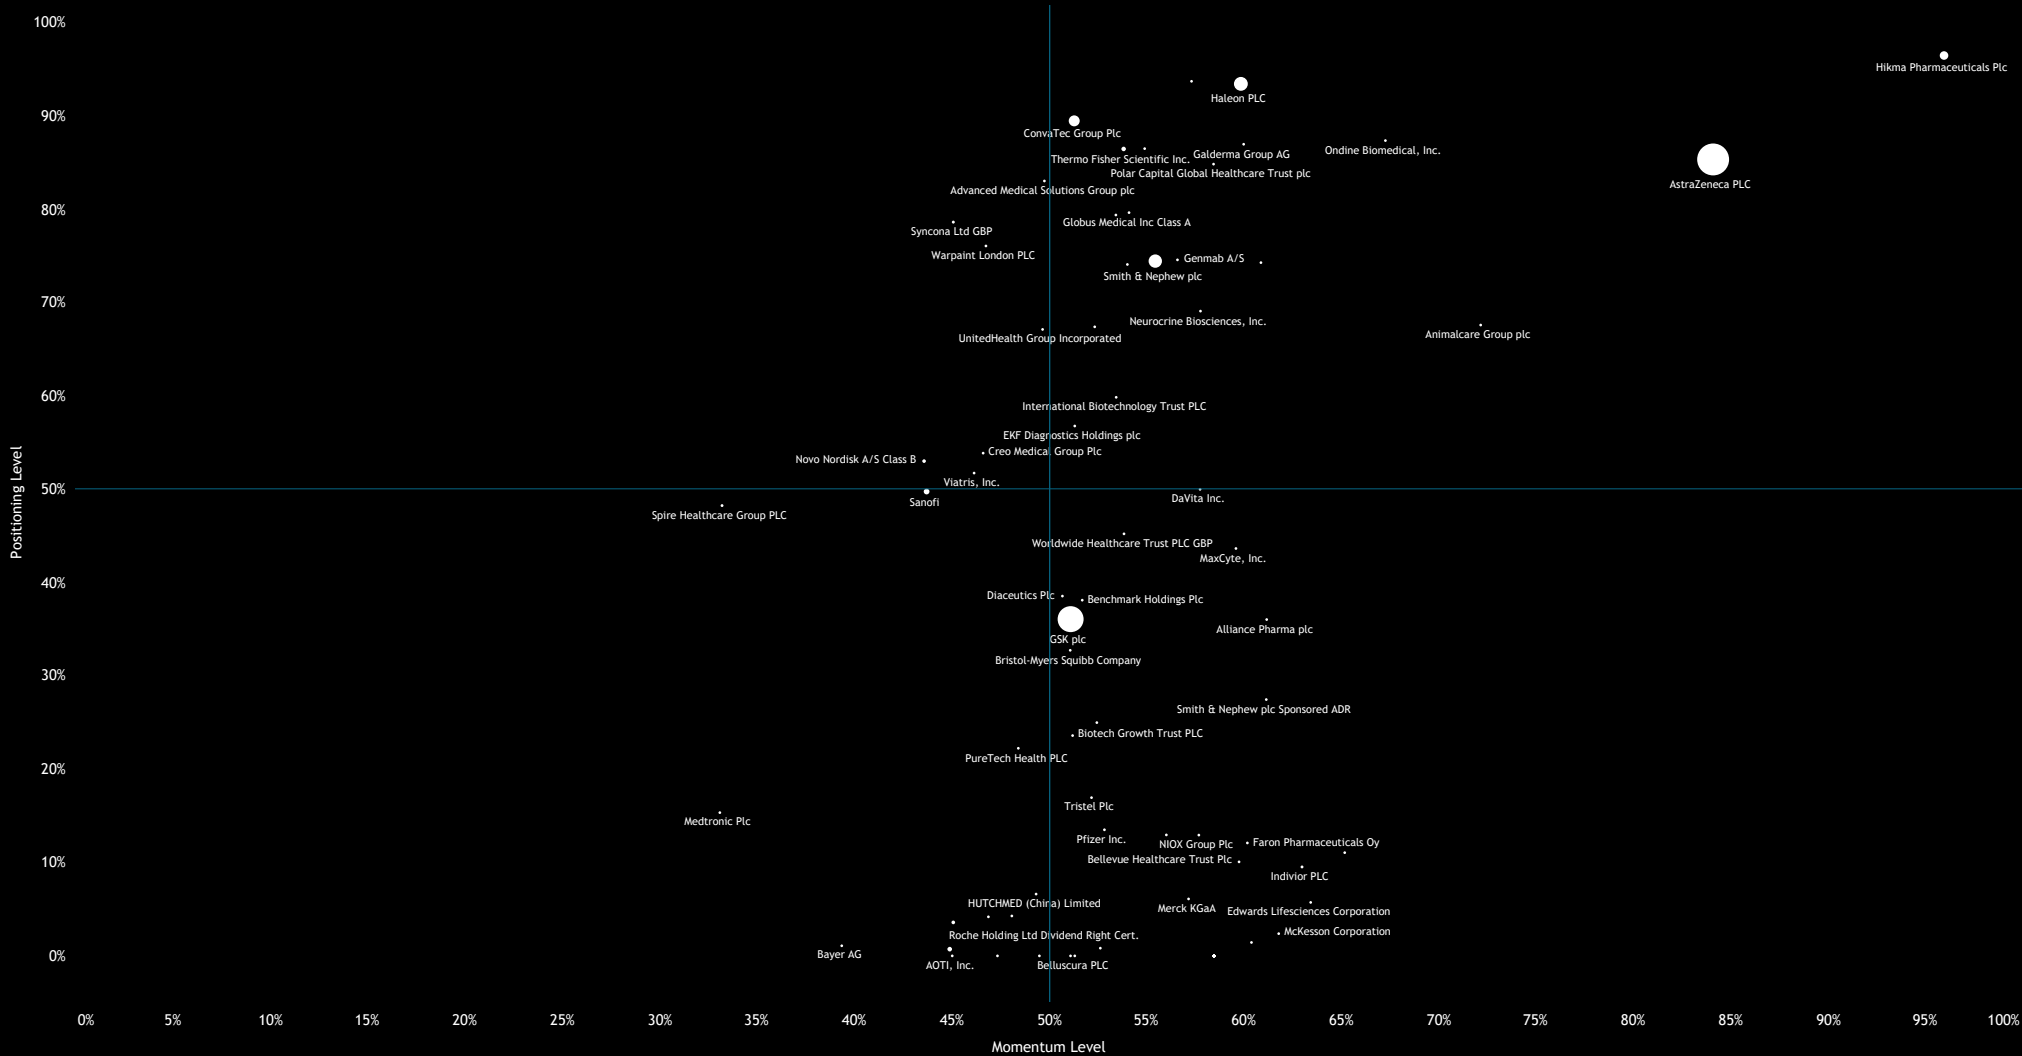 100%
Hikma Pharmaceuticals Plc
Haleon PLC
90%
ConvaTec Group Plc
Ondine Biomedical, Inc.
Galderma Group AG
Thermo Fisher Scientific Inc.
Polar Capital Global Healthcare Trust plc
AstraZeneca PLC
Advanced Medical Solutions Group plc
80%
Globus Medical Inc Class A
Syncona Ltd GBP
Warpaint London PLC
Genmab A/S
Smith & Nephew plc
70%
Neurocrine Biosciences, Inc.
Animalcare Group plc
UnitedHealth Group Incorporated
60%
International Biotechnology Trust PLC
EKF Diagnostics Holdings plc
Creo Medical Group Plc
Novo Nordisk A/S Class B
Viatris, Inc.
50%
DaVita Inc.
Sanofi
Spire Healthcare Group PLC
Positioning Level
Worldwide Healthcare Trust PLC GBP
MaxCyte, Inc.
40%
Diaceutics Plc
Benchmark Holdings Plc
Alliance Pharma plc
GSK plc
Bristol-Myers Squibb Company
30%
Smith & Nephew plc Sponsored ADR
Biotech Growth Trust PLC
PureTech Health PLC
20%
Tristel Plc
Medtronic Plc
Pfizer Inc.
NIOX Group Plc
Faron Pharmaceuticals Oy
Bellevue Healthcare Trust Plc
10%
Indivior PLC
HUTCHMED (China) Limited
Merck KGaA
Edwards Lifesciences Corporation
McKesson Corporation
Roche Holding Ltd Dividend Right Cert.
Bayer AG
0%
AOTI, Inc.
Belluscura PLC
0%
5%
10%
15%
20%
25%
30%
35%
40%
45%
50%
55%
60%
65%
70%
75%
80%
85%
90%
95%
100%
Momentum Level